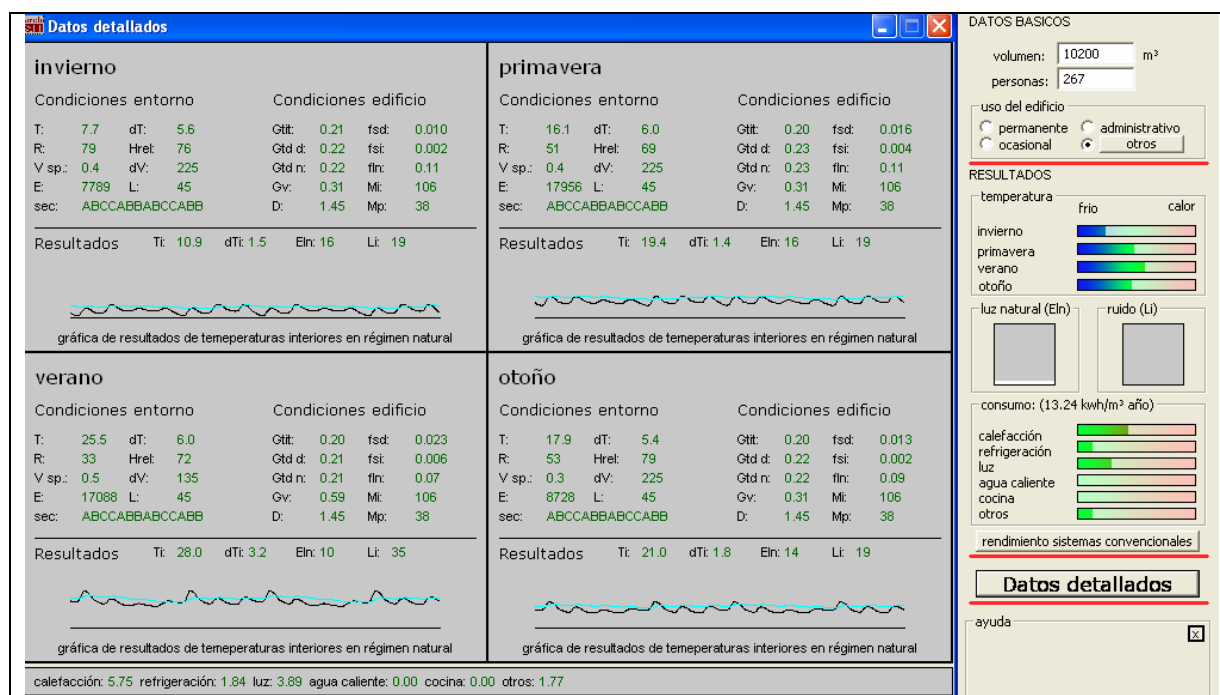 Datos detallados
invierno
Condiciones entorno Condiciones edificio
T: 7.7 dT: 5.6 Gtit: 0.21 fsd: 0.010
R: 79 Hrel: 76 Gtd d: 0.22 fsi: 0.002
V sp.: 0.4 dV: 225 Gtd n: 0.22 fln: 0.11
E: 7789 L: 45 Gv: 0.31 Mi: 106
sec: ABCCABBABCCABB D: 1.45 Mp: 38
Resultados Ti: 10.9 dTi: 1.5 Eln: 16 Li: 19
gráfica de resultados de temeperaturas interiores en régimen natural
primavera
Condiciones entorno Condiciones edificio
T: 16.1 dT: 6.0 Gtit: 0.20 fsd: 0.016
R: 51 Hrel: 69 Gtd d: 0.23 fsi: 0.004
V sp.: 0.4 dV: 225 Gtd n: 0.23 fln: 0.11
E: 17956 L: 45 Gv: 0.31 Mi: 106
sec: ABCCABBABCCABB D: 1.45 Mp: 38
Resultados Ti: 19.4 dTi: 1.4 Eln: 16 Li: 19
gráfica de resultados de temeperaturas interiores en régimen natural
verano
Condiciones entorno Condiciones edificio
T: 25.5 dT: 6.0 Gtit: 0.20 fsd: 0.023
R: 33 Hrel: 72 Gtd d: 0.21 fsi: 0.006
V sp.: 0.5 dV: 135 Gtd n: 0.21 fln: 0.07
E: 17088 L: 45 Gv: 0.59 Mi: 106
sec: ABCCABBABCCABB D: 1.45 Mp: 38
Resultados Ti: 28.0 dTi: 3.2 Eln: 10 Li: 35
gráfica de resultados de temeperaturas interiores en régimen natural
otoño
Condiciones entorno Condiciones edificio
T: 17.9 dT: 5.4 Gtit: 0.20 fsd: 0.013
R: 53 Hrel: 79 Gtd d: 0.22 fsi: 0.002
V sp.: 0.3 dV: 225 Gtd n: 0.22 fln: 0.09
E: 8728 L: 45 Gv: 0.31 Mi: 106
sec: ABCCABBABCCABB D: 1.45 Mp: 38
Resultados Ti: 21.0 dTi: 1.8 Eln: 14 Li: 19
gráfica de resultados de temeperaturas interiores en régimen natural
calefacción: 5.75 refrigeración: 1.84 luz: 3.89 agua caliente: 0.00 cocina: 0.00 otros: 1.77
DATOS BASICOS
volumen: 10200 m³
personas: 267
uso del edificio
permanente administrativo
ocasional otros
RESULTADOS
temperatura
frio calor
invierno
primavera
verano
otoño
luz natural (Eln) ruido (Li)
consumo: (13.24 kwh/m³ año)
calefacción
refrigeración
luz
agua caliente
cocina
otros
rendimiento sistemas convencionales
Datos detallados
ayuda
x